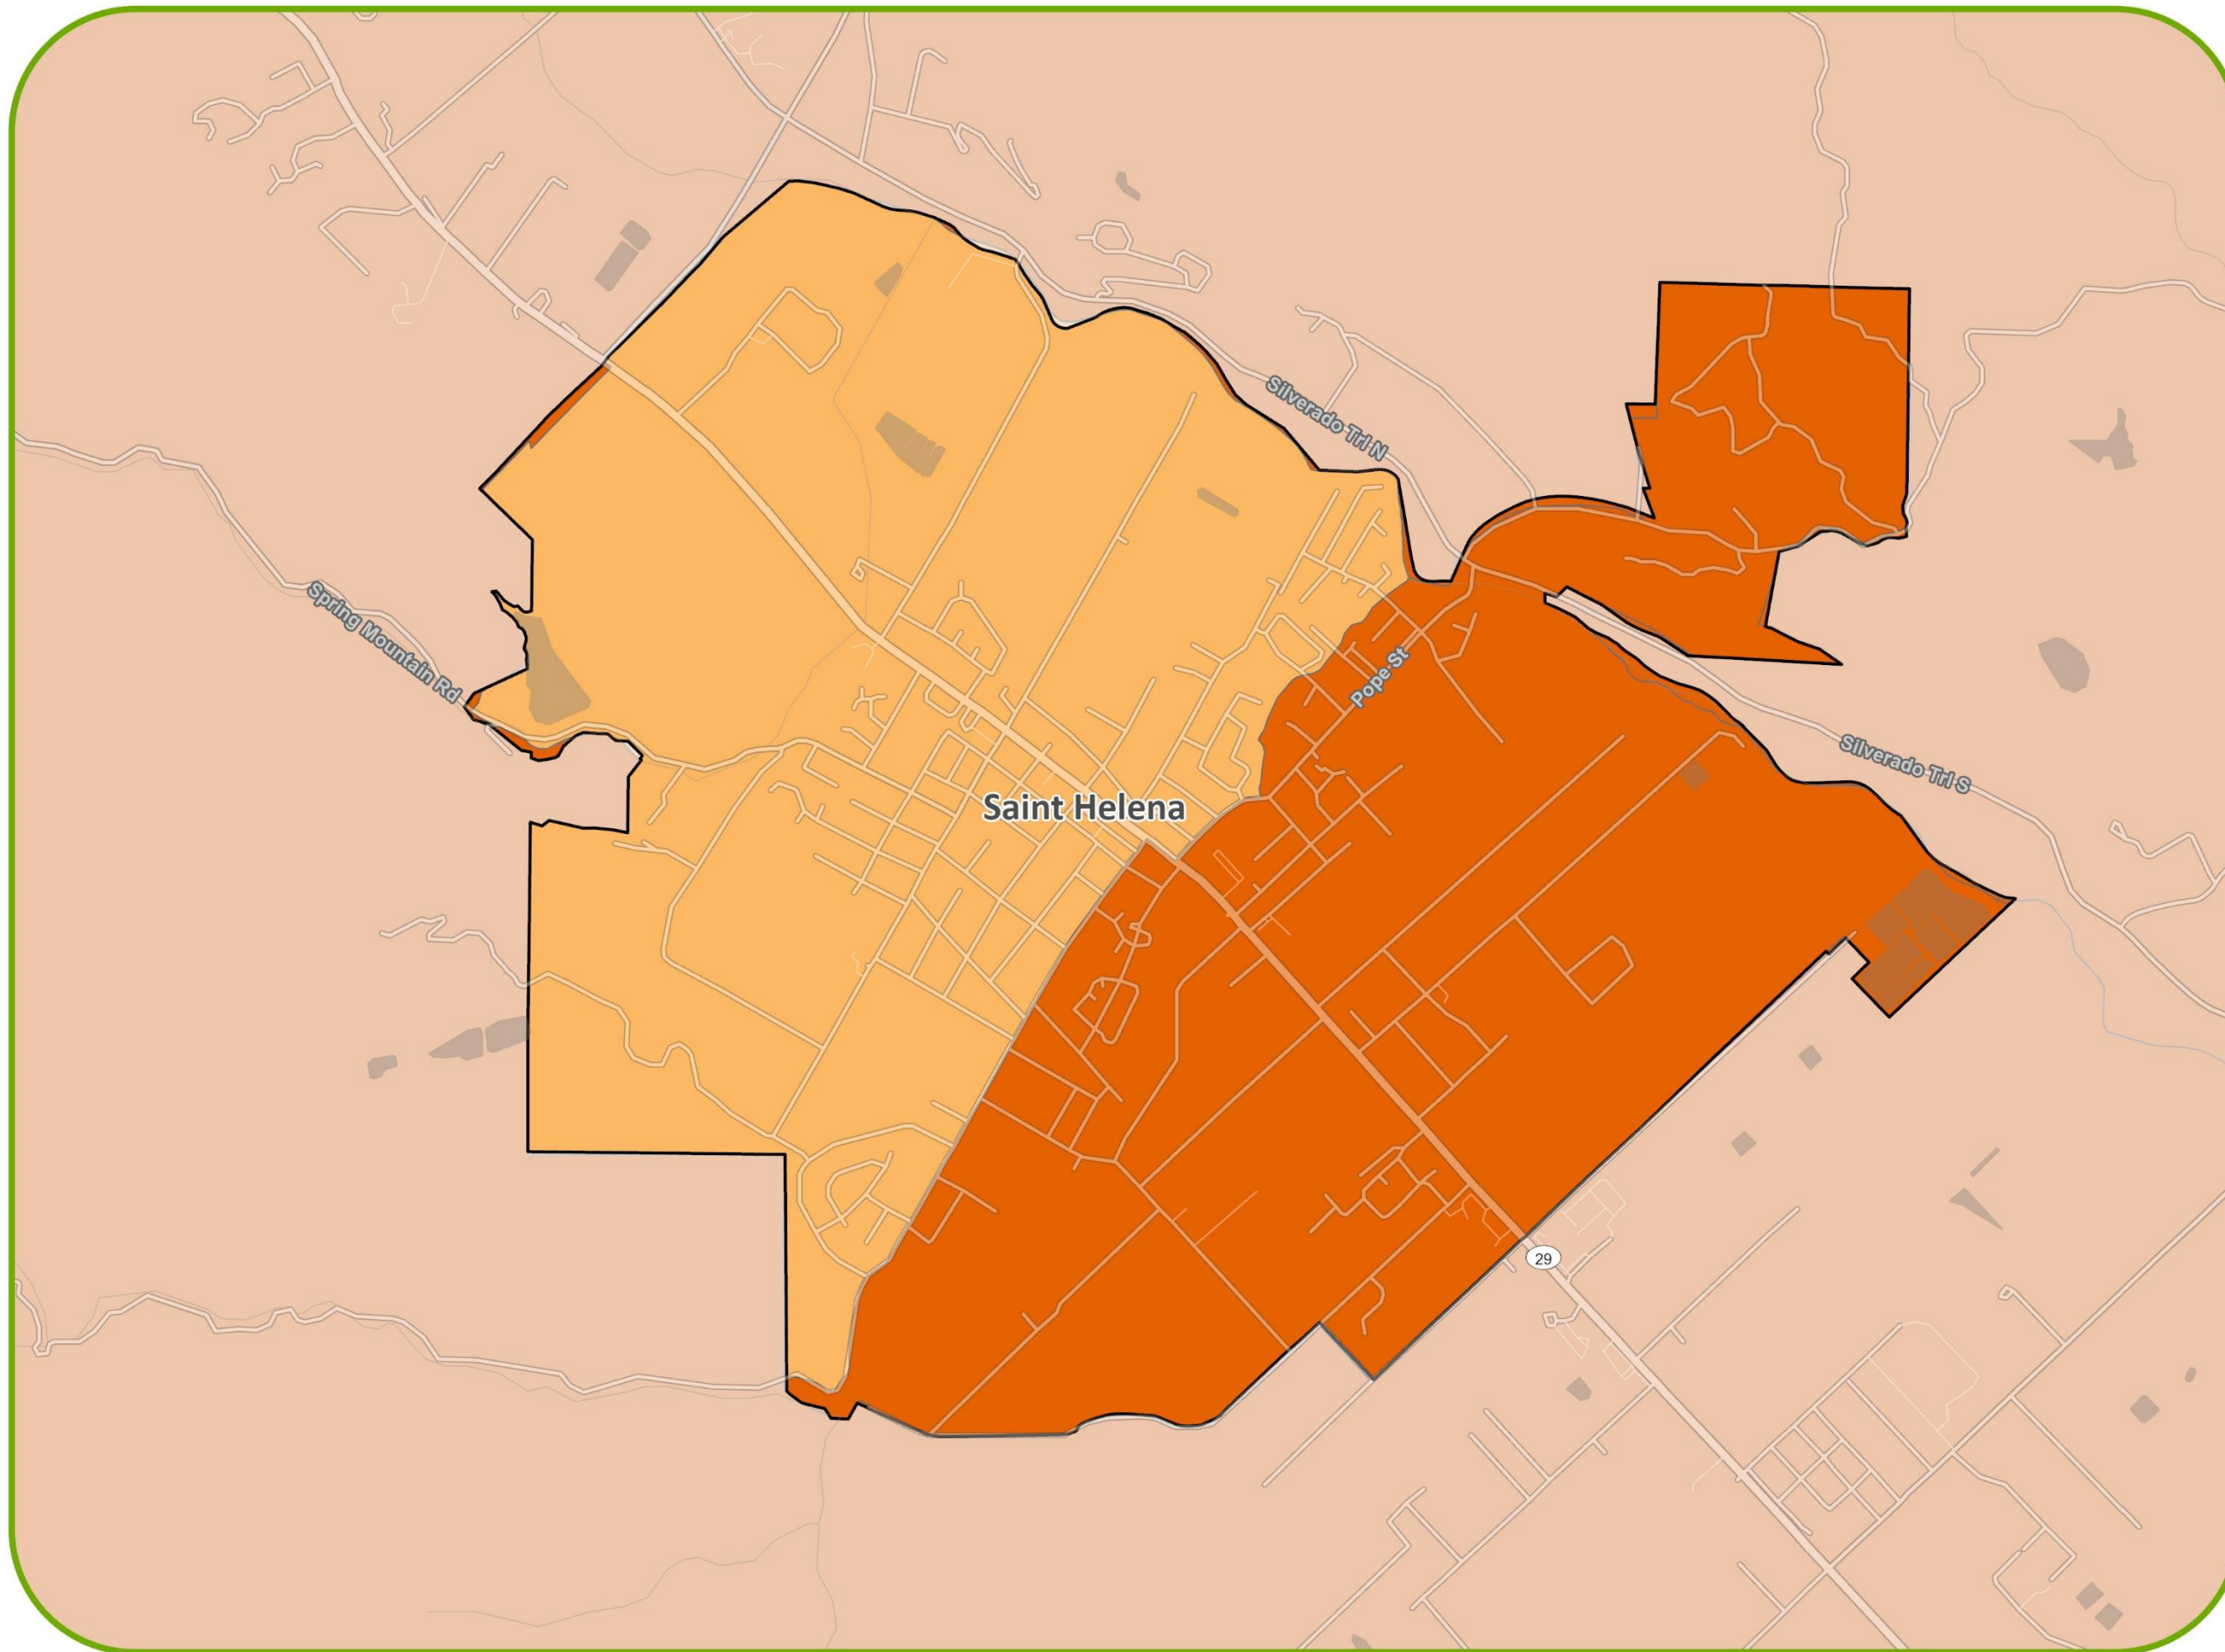 Silverado Trl N
Spring Mountain Rd
Pope St
Silverado Trl S
Saint Helena
29